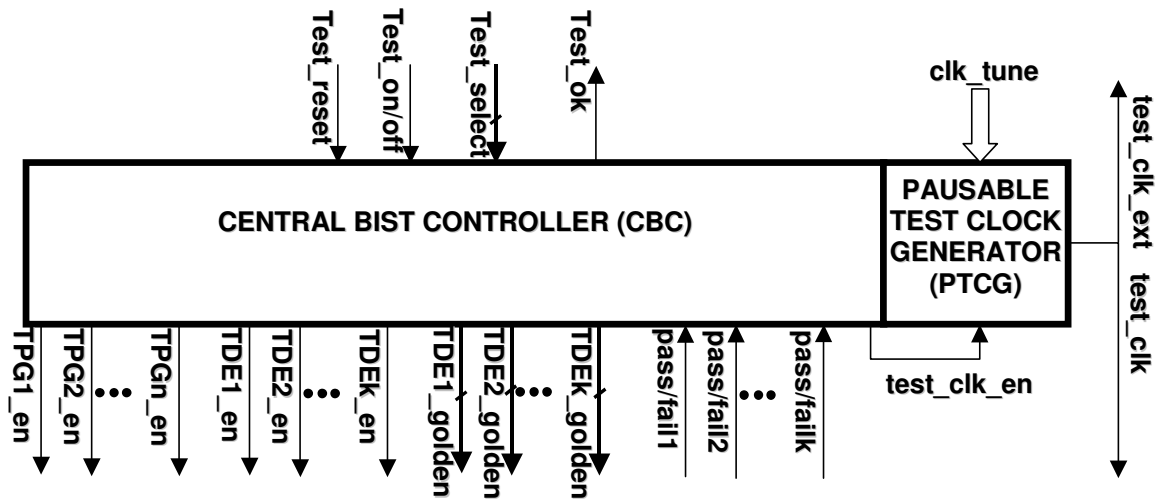 Test_reset
Test_on/off
Test_select
Test_ok
clk_tune
test_clk_ext
CENTRAL BIST CONTROLLER (CBC)
PAUSABLE
TEST CLOCK
GENERATOR
(PTCG)
test_clk
TPG1_en
TPG2_en
TPGn_en
TDE1_en
TDE2_en
TDEk_en
TDE1_golden
TDE2_golden
TDEk_golden
pass/fail1
pass/fail2
pass/failk
test_clk_en